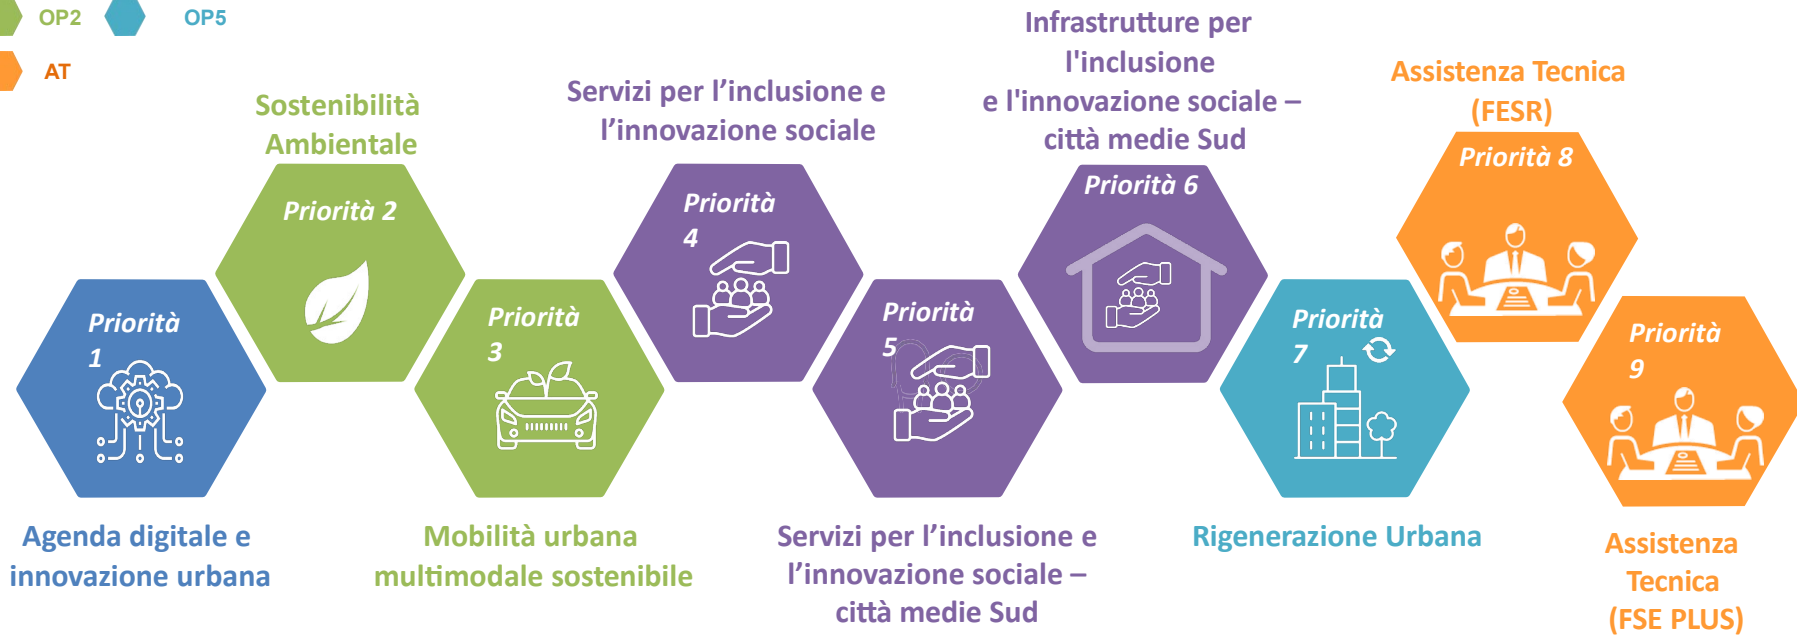 OP2
OP5
AT
Sostenibilità
Ambientale
Servizi per l’inclusione e
l’innovazione sociale
Infrastrutture per
l'inclusione
e l'innovazione sociale –
città medie Sud
Assistenza Tecnica
(FESR)
Priorità
1
Priorità 2
Priorità
3
Priorità
4
Priorità
5
Priorità 6
Priorità
7
Priorità 8
Priorità
9
Agenda digitale e
innovazione urbana
Mobilità urbana
multimodale sostenibile
Servizi per l’inclusione e
l’innovazione sociale –
città medie Sud
Rigenerazione Urbana
Assistenza
Tecnica
(FSE PLUS)